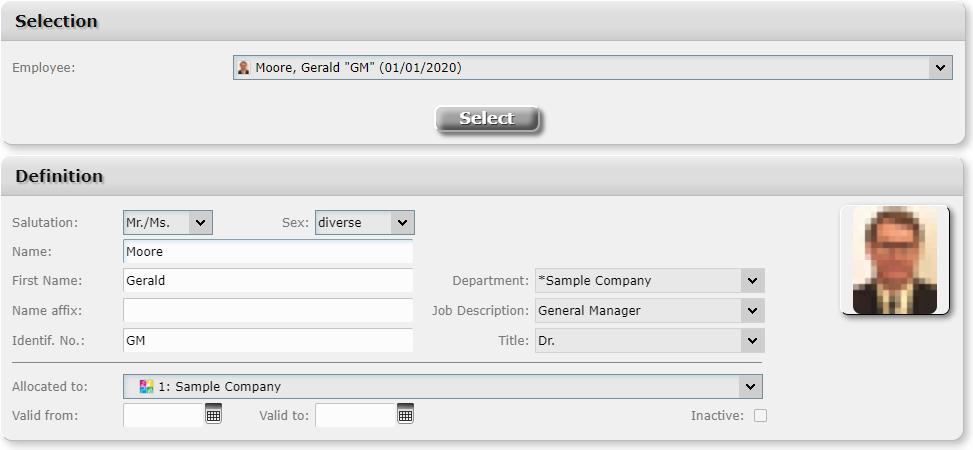 Selection
Employee: Moore, Gerald "GM" (01/01/2020)
Select
Definition
Salutation: Mr./Ms. Sex: diverse
Name: Moore
First Name: Gerald Department: *Sample Company
Name affix: Job Description: General Manager
Identif. No.: GM Title: Dr.
Allocated to: 1: Sample Company
Valid from: Valid to: Inactive: